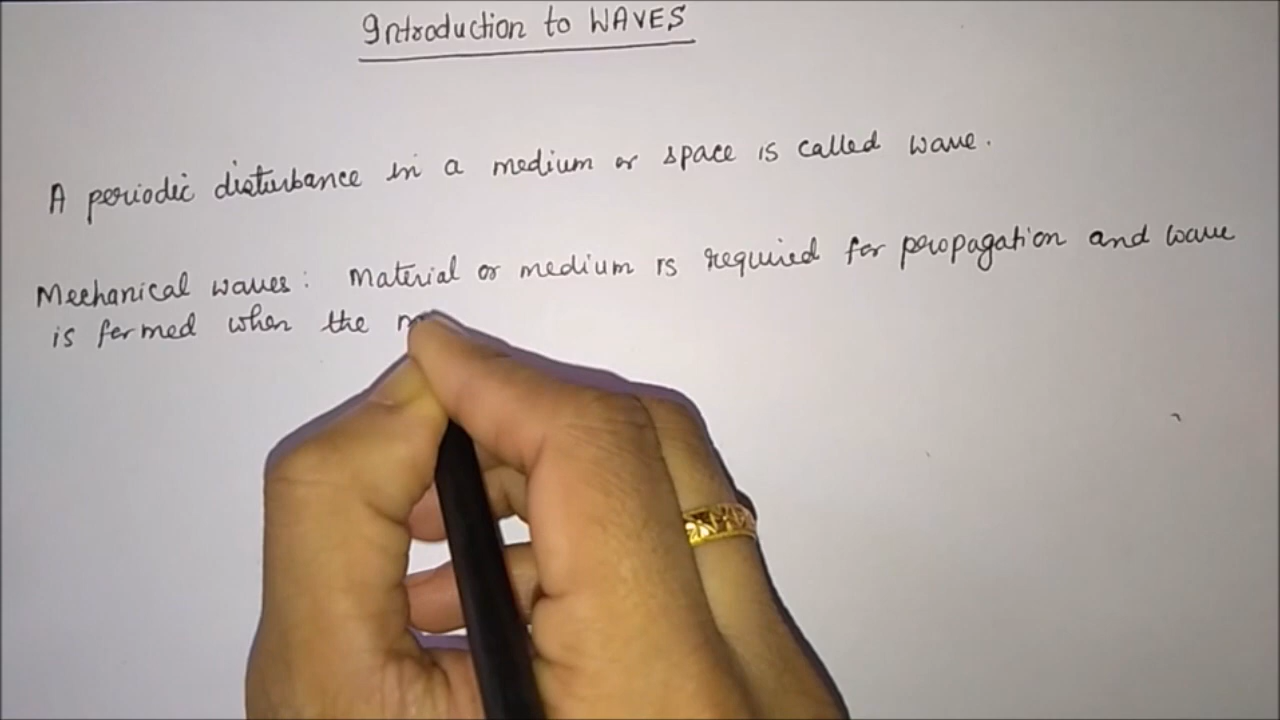 Introduction to WAVES
A periodic disturbance in a medium or space is called wave.
Mechanical waves: Material or medium is required for propagation and wave
is formed when the